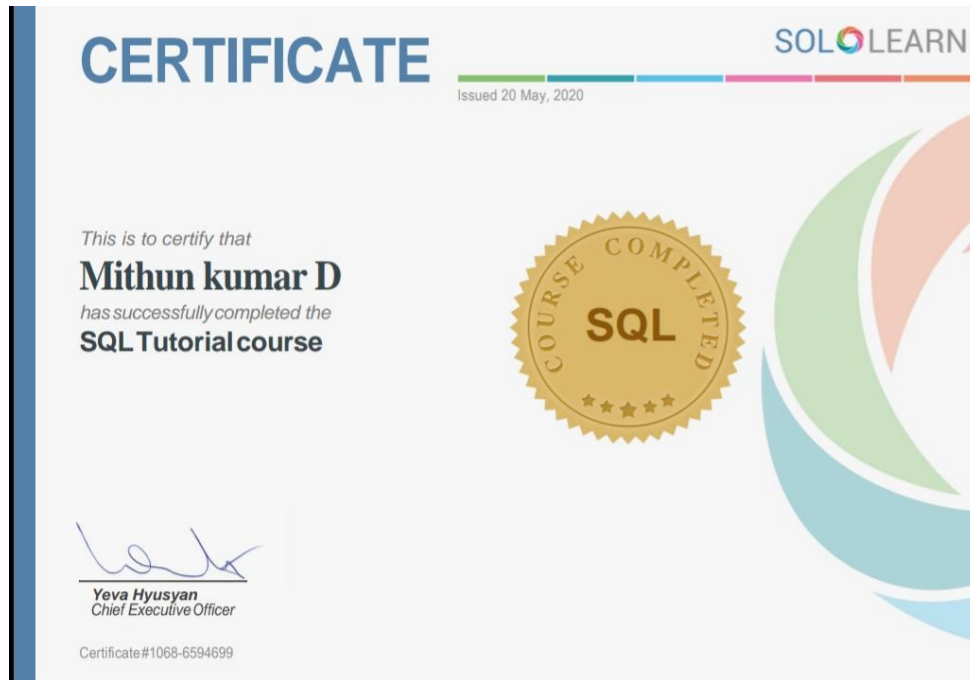 CERTIFICATE
SOLOLEARN
Issued 20 May, 2020
This is to certify that
Mithun kumar D
has successfully completed the
SQL Tutorial course
COURSE COMPLETED
SQL
Yeva Hyusyan
Chief Executive Officer
Certificate #1068-6594699